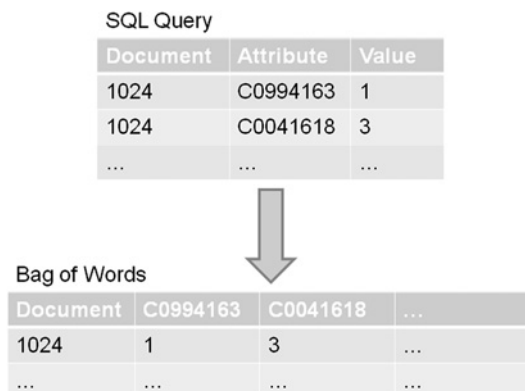 SQL Query
Document Attribute Value
1024 C0994163 1
1024 C0041618 3
... ... ...
Bag of Words
Document C0994163 C0041618 ...
1024 1 3 ...
... ... ... ...